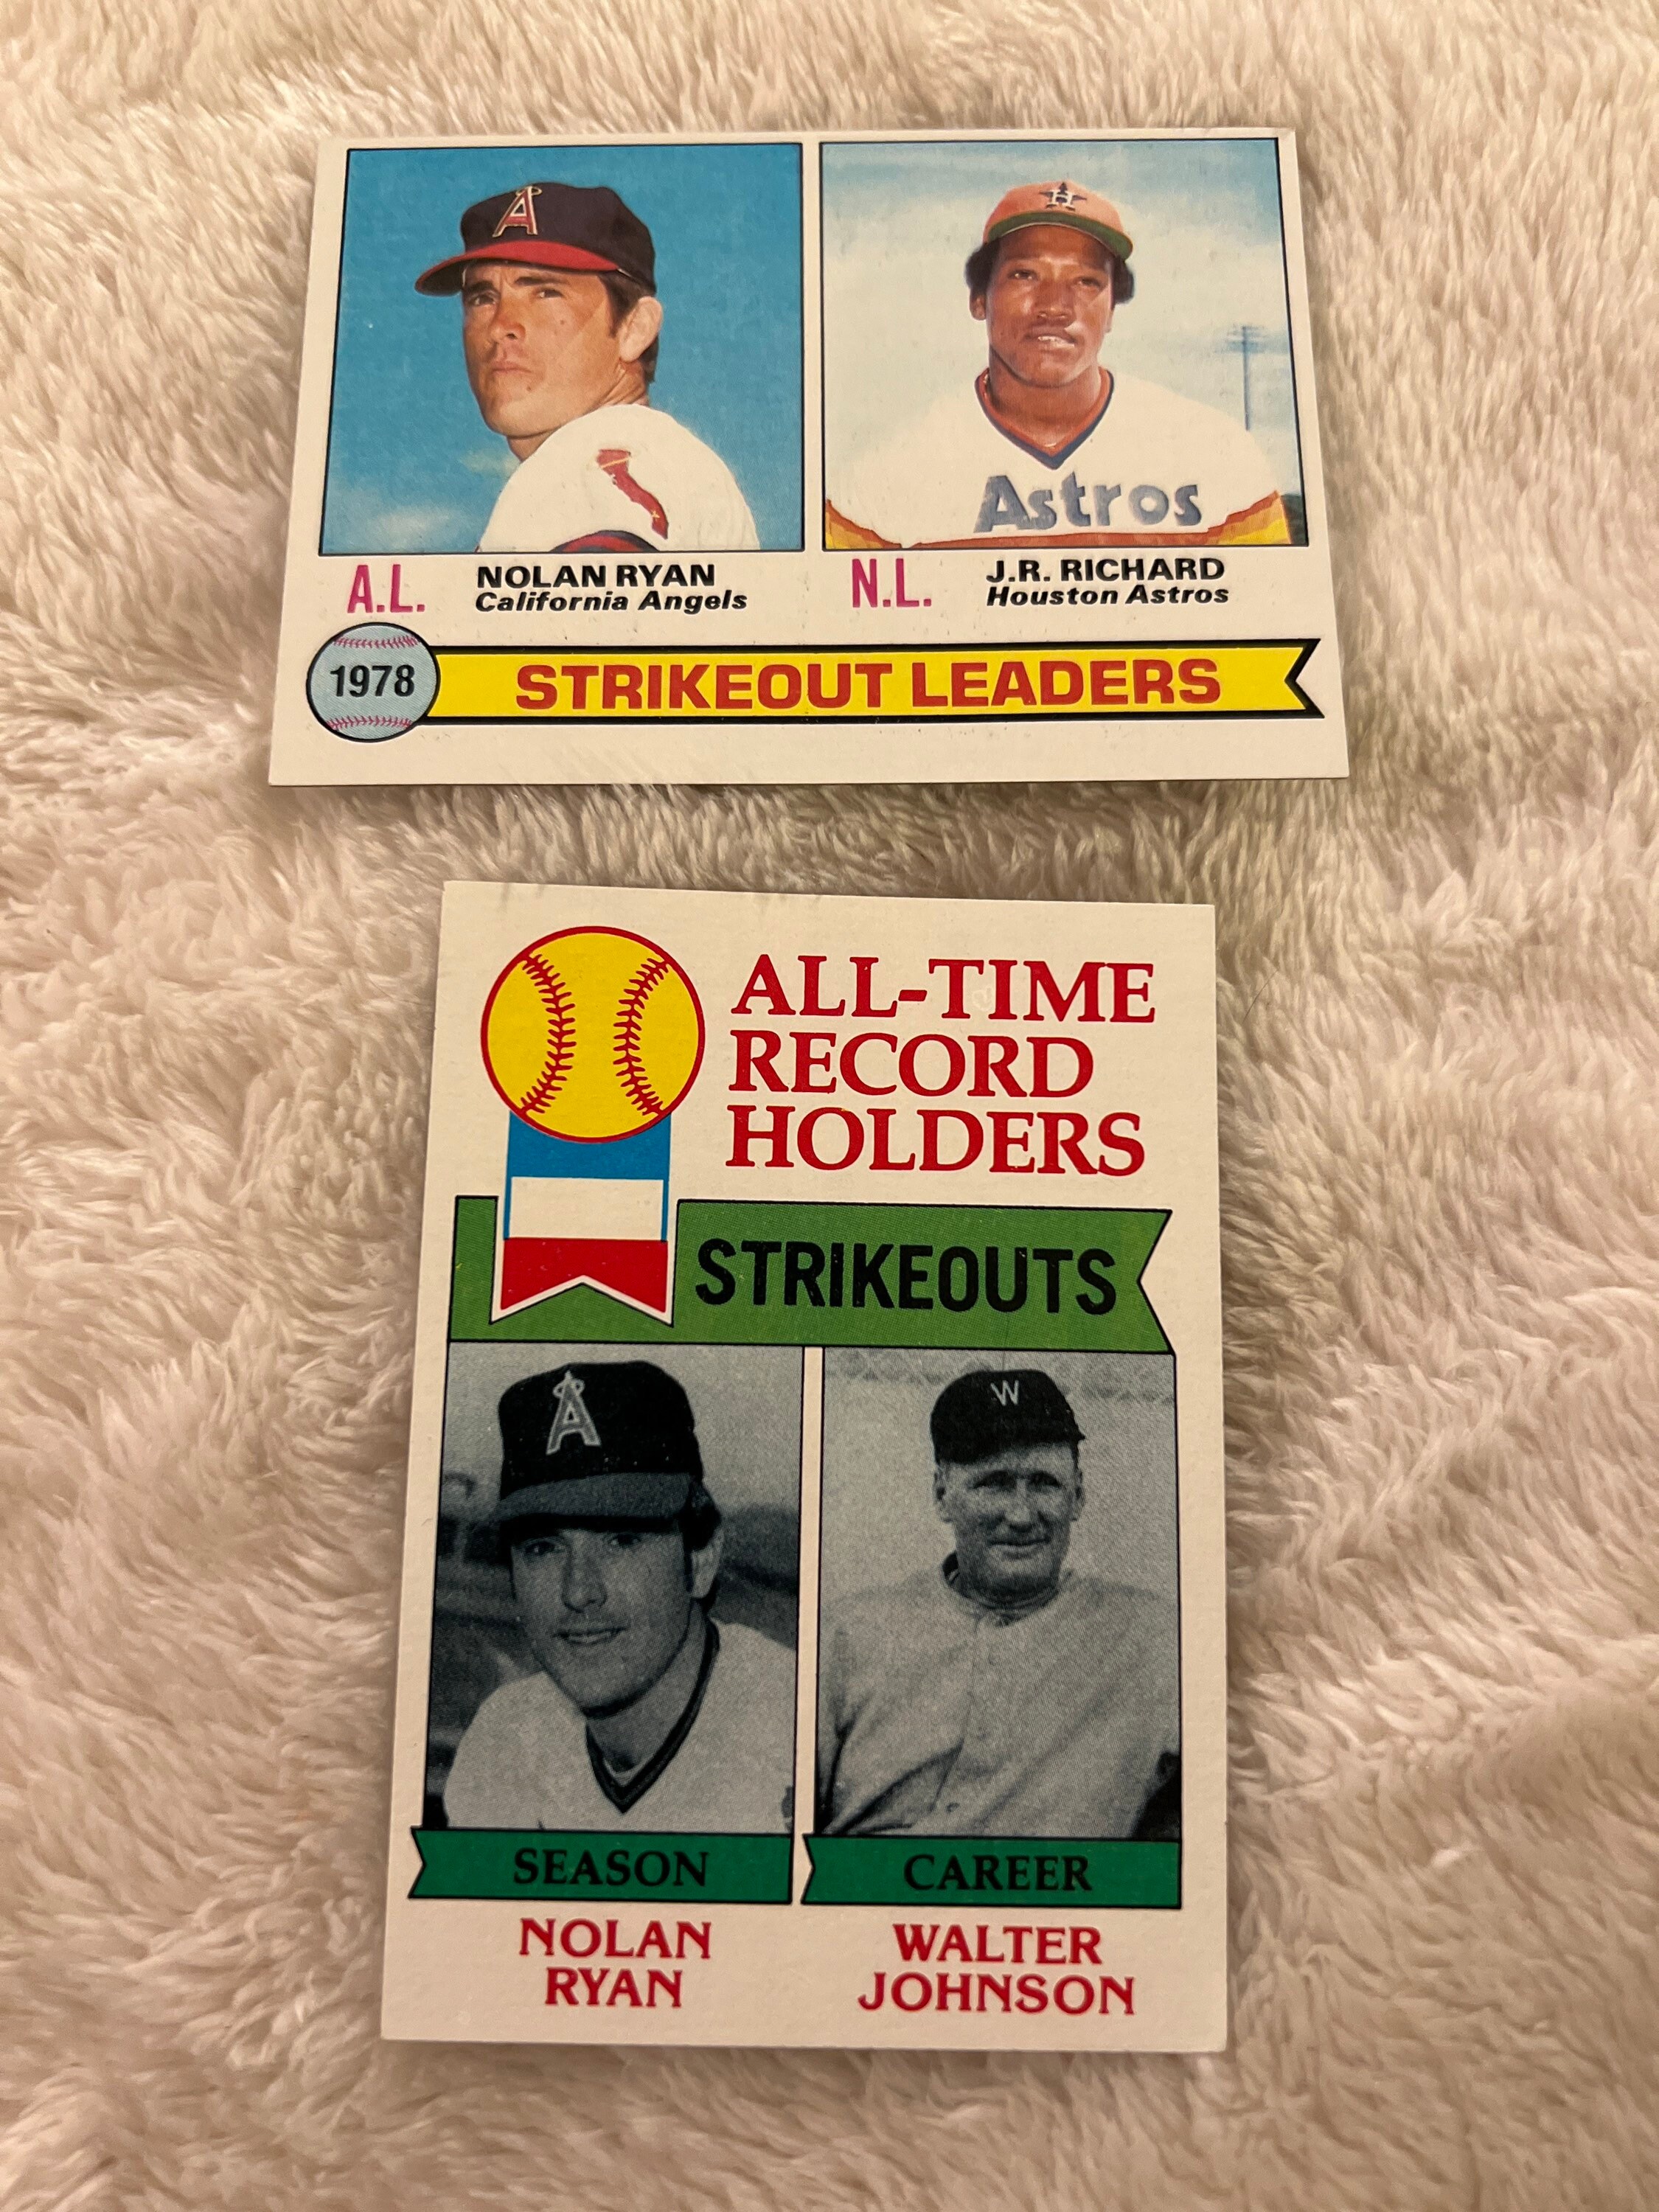 A
H
Astros
A.L. NOLAN RYAN
California Angels
N.L. J.R. RICHARD
Houston Astros
1978 STRIKEOUT LEADERS
ALL-TIME
RECORD
HOLDERS
STRIKEOUTS
A
W
SEASON
CAREER
NOLAN
RYAN
WALTER
JOHNSON